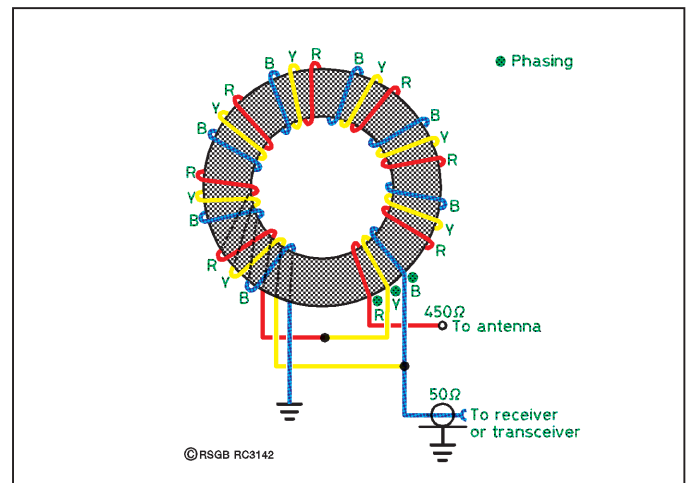 Phasing
B Y R B Y R
R
Y
B
B
Y
R
R
Y
B
B
Y
R
R
Y
B
R Y B
450Ω
To antenna
50Ω
To receiver
or transceiver
©RSGB RC3142